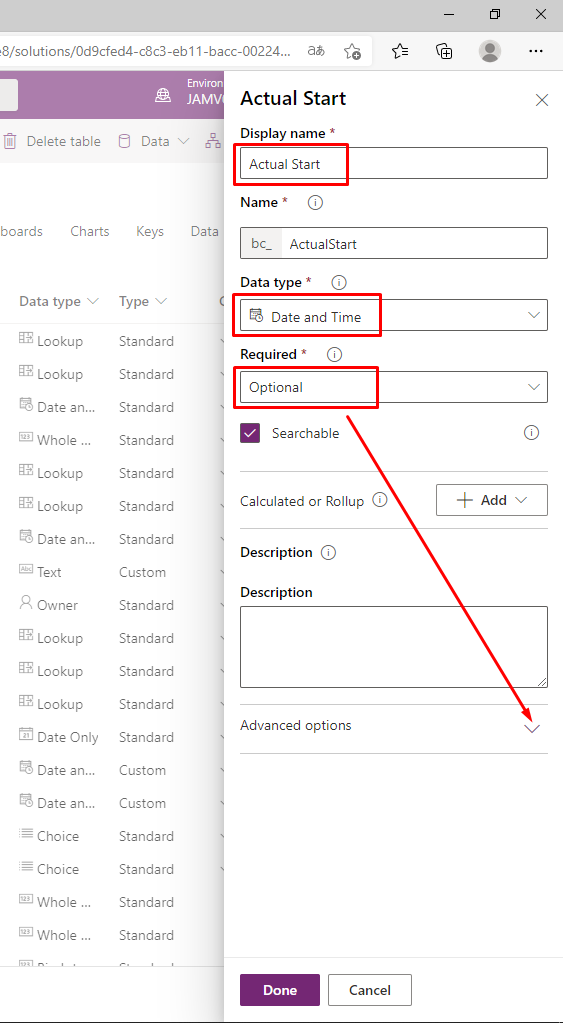 e8/solutions/0d9cfed4-c8c3-eb11-bacc-00224...
aあ
Environ
JAMV
Delete table
Data
boards
Charts
Keys
Data
Data type
Type
Lookup
Standard
Lookup
Standard
Date an...
Standard
Whole ...
Standard
Lookup
Standard
Lookup
Standard
Date an...
Standard
Abc
Text
Custom
Owner
Standard
Lookup
Standard
Lookup
Standard
Lookup
Standard
Date Only
Standard
Date an...
Custom
Date an...
Custom
Choice
Standard
Choice
Standard
Whole ...
Standard
Whole ...
Standard
Actual Start
Display name *
Actual Start
Name *
bc_
ActualStart
Data type *
Date and Time
Required *
Optional
Searchable
Calculated or Rollup
Add
Description
Description
Advanced options
Done
Cancel